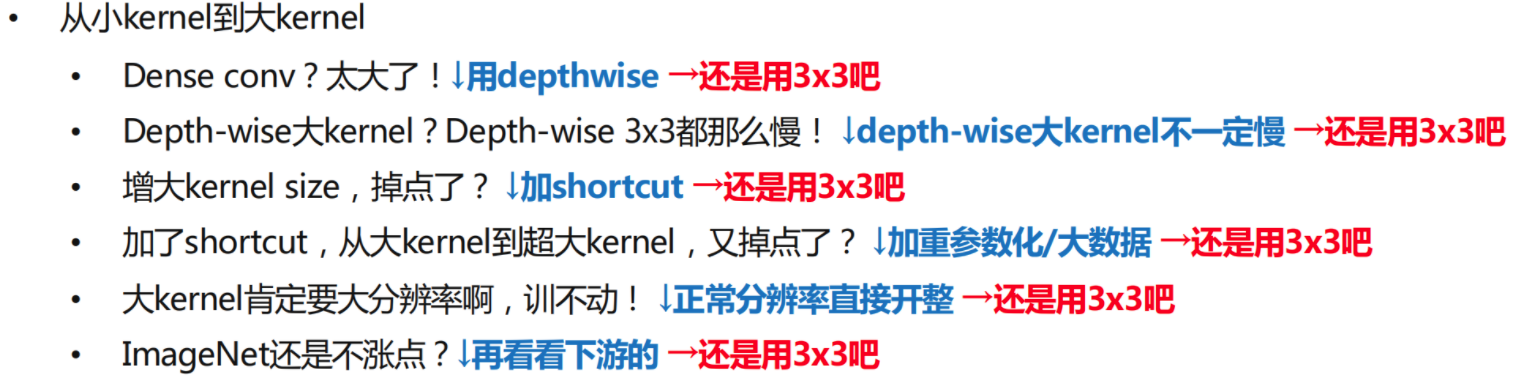 • 从小kernel到大kernel
• Dense conv？太大了！↓用depthwise →还是用3x3吧
• Depth-wise大kernel？Depth-wise 3x3都那么慢！ ↓depth-wise大kernel不一定慢 →还是用3x3吧
• 增大kernel size，掉点了？ ↓加shortcut →还是用3x3吧
• 加了shortcut，从大kernel到超大kernel，又掉点了？ ↓加重参数化/大数据 →还是用3x3吧
• 大kernel肯定要大分辨率啊，训不动！ ↓正常分辨率直接开整 →还是用3x3吧
• ImageNet还是不涨点？↓再看看下游的 →还是用3x3吧